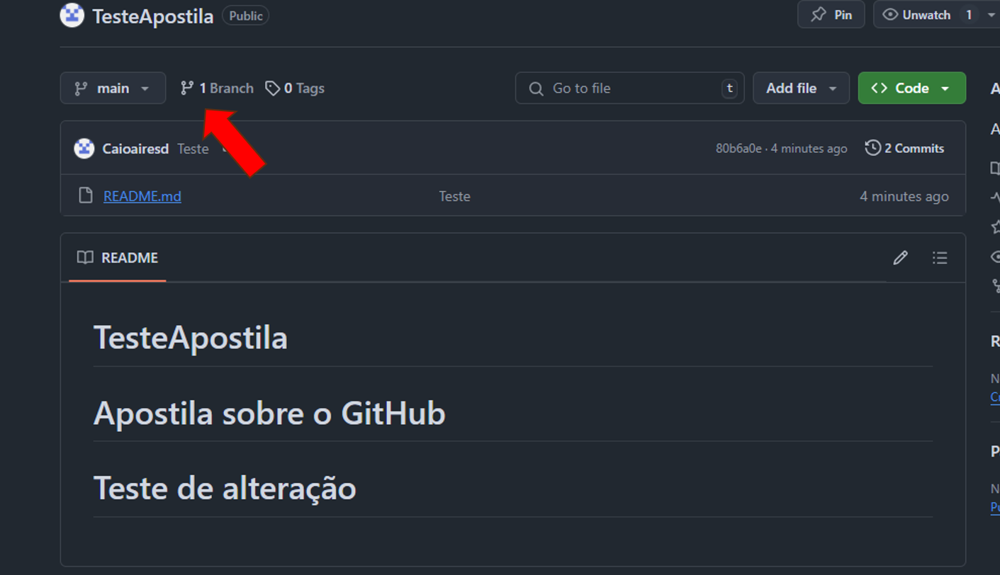 TesteApostila Public Pin Unwatch 1
main 1 Branch 0 Tags Go to file t Add file Code
Caioairesd Teste 80b6a0e · 4 minutes ago 2 Commits
README.md Teste 4 minutes ago
README
TesteApostila
Apostila sobre o GitHub
Teste de alteração